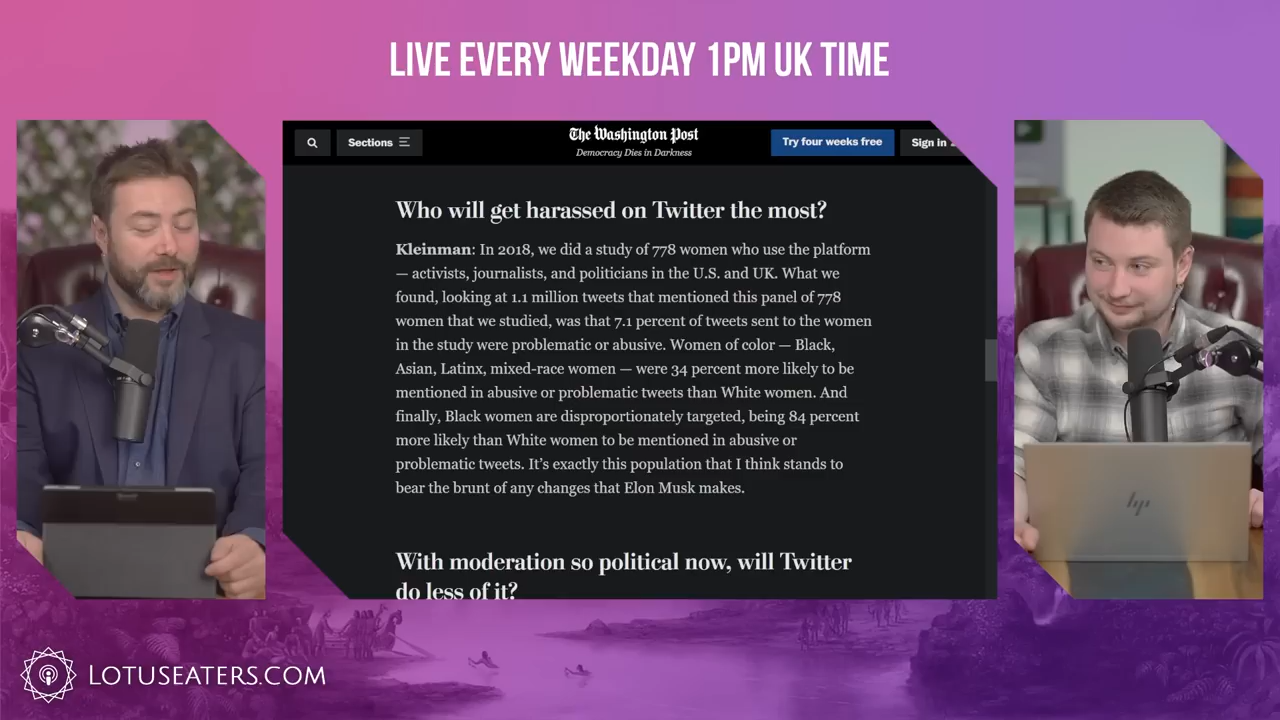 LIVE EVERY WEEKDAY 1PM UK TIME
Sections
The Washington Post
Democracy Dies in Darkness
Try four weeks free
Sign in
Who will get harassed on Twitter the most?
Kleinman: In 2018, we did a study of 778 women who use the platform
— activists, journalists, and politicians in the U.S. and UK. What we
found, looking at 1.1 million tweets that mentioned this panel of 778
women that we studied, was that 7.1 percent of tweets sent to the women
in the study were problematic or abusive. Women of color — Black,
Asian, Latinx, mixed-race women — were 34 percent more likely to be
mentioned in abusive or problematic tweets than White women. And
finally, Black women are disproportionately targeted, being 84 percent
more likely than White women to be mentioned in abusive or
problematic tweets. It’s exactly this population that I think stands to
bear the brunt of any changes that Elon Musk makes.
With moderation so political now, will Twitter
do less of it?
hp
LOTUSEATERS.COM